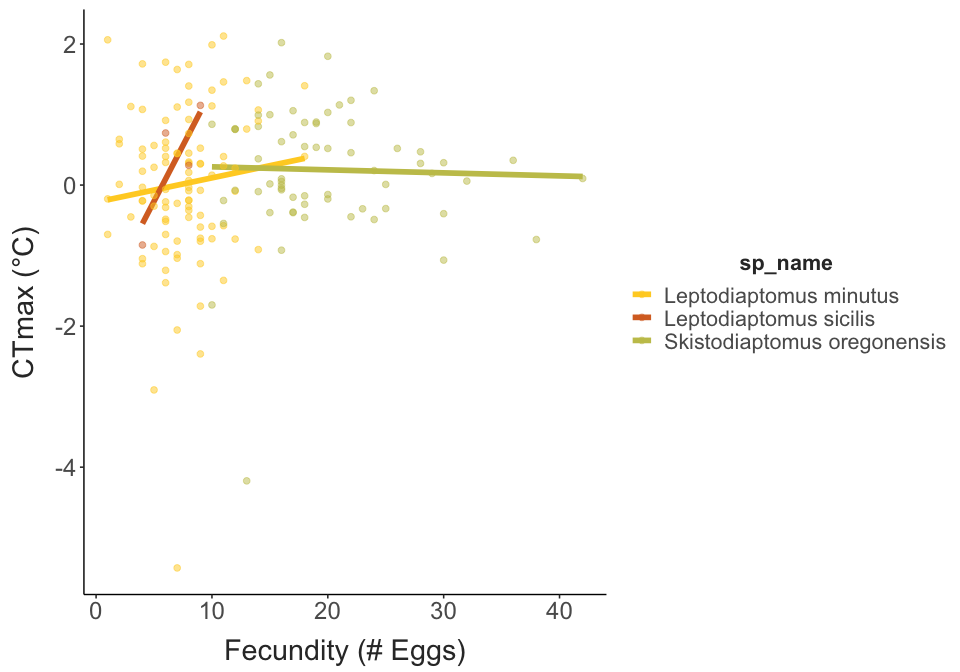 2
0
-2
-4
CTmax (°C)
0
10
20
30
40
Fecundity (# Eggs)
sp_name
Leptodiaptomus minutus
Leptodiaptomus sicilis
Skistodiaptomus oregonensis